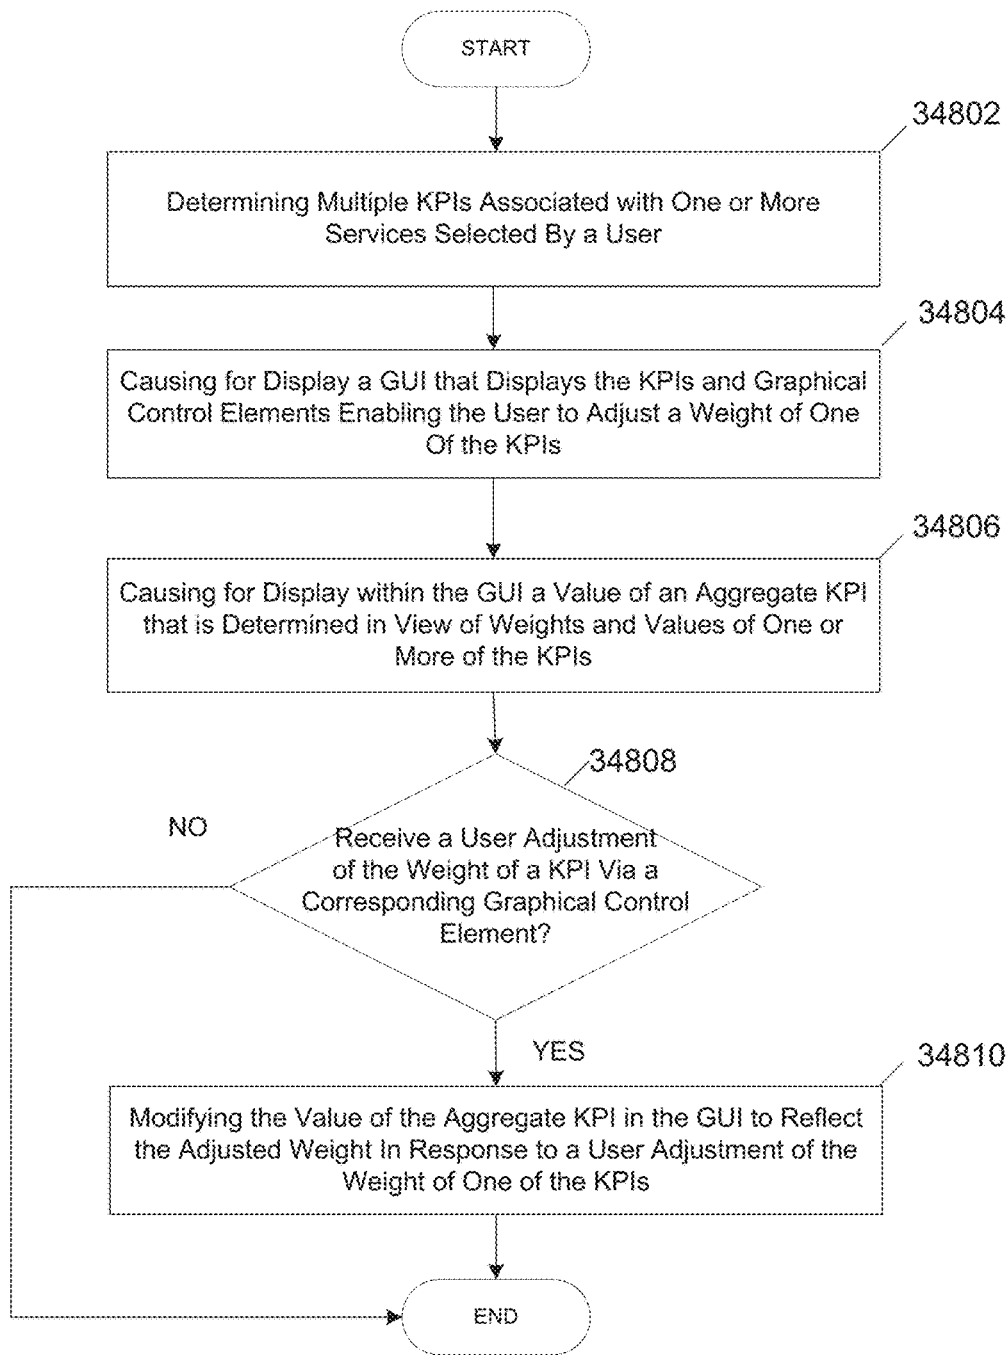 START
34802
Determining Multiple KPIs Associated with One or More
Services Selected By a User
34804
Causing for Display a GUI that Displays the KPIs and Graphical
Control Elements Enabling the User to Adjust a Weight of One
Of the KPIs
34806
Causing for Display within the GUI a Value of an Aggregate KPI
that is Determined in View of Weights and Values of One or
More of the KPIs
34808
NO
Receive a User Adjustment
of the Weight of a KPI Via a
Corresponding Graphical Control
Element?
YES
34810
Modifying the Value of the Aggregate KPI in the GUI to Reflect
the Adjusted Weight In Response to a User Adjustment of the
Weight of One of the KPIs
END